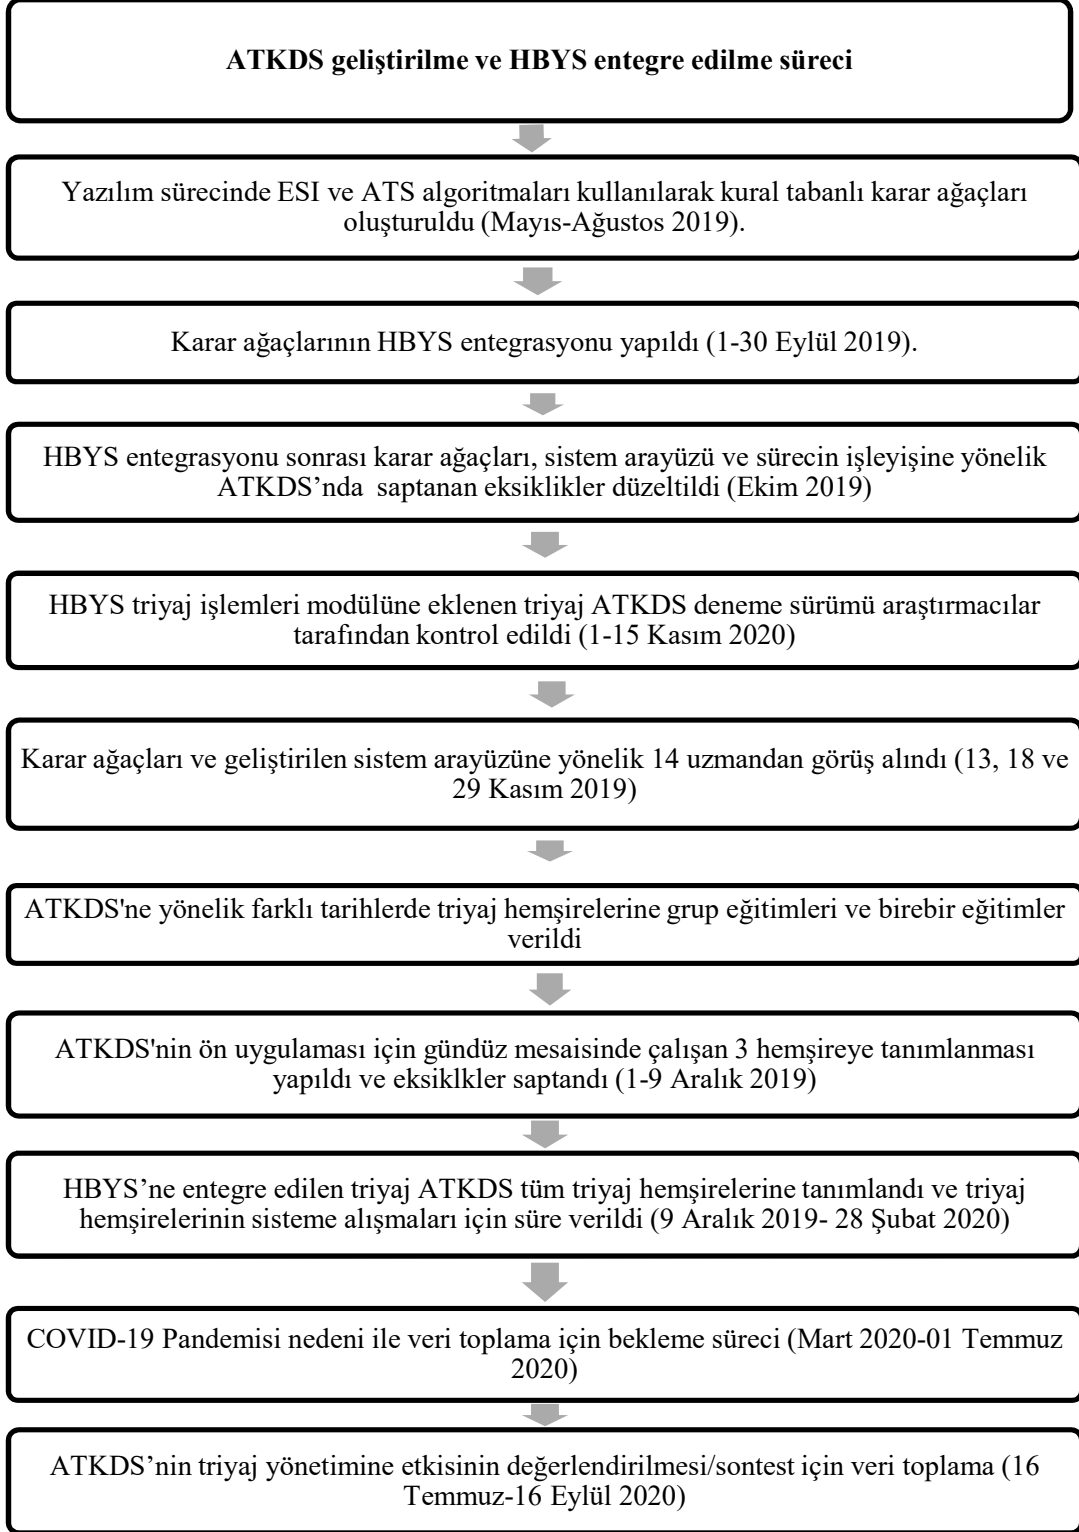 ATKDS geliştirilme ve HBYS entegre edilme süreci
Yazılım sürecinde ESI ve ATS algoritmaları kullanılarak kural tabanlı karar ağaçları
oluşturuldu (Mayıs-Ağustos 2019).
Karar ağaçlarının HBYS entegrasyonu yapıldı (1-30 Eylül 2019).
HBYS entegrasyonu sonrası karar ağaçları, sistem arayüzü ve sürecin işleyişine yönelik
ATKDS’nda  saptanan eksiklikler düzeltildi (Ekim 2019)
HBYS triyaj işlemleri modülüne eklenen triyaj ATKDS deneme sürümü araştırmacılar
tarafından kontrol edildi (1-15 Kasım 2020)
Karar ağaçları ve geliştirilen sistem arayüzüne yönelik 14 uzmandan görüş alındı (13, 18 ve
29 Kasım 2019)
ATKDS'ne yönelik farklı tarihlerde triyaj hemşirelerine grup eğitimleri ve birebir eğitimler
verildi
ATKDS'nin ön uygulaması için gündüz mesaisinde çalışan 3 hemşireye tanımlanması
yapıldı ve eksiklkler saptandı (1-9 Aralık 2019)
HBYS’ne entegre edilen triyaj ATKDS tüm triyaj hemşirelerine tanımlandı ve triyaj
hemşirelerinin sisteme alışmaları için süre verildi (9 Aralık 2019- 28 Şubat 2020)
COVID-19 Pandemisi nedeni ile veri toplama için bekleme süreci (Mart 2020-01 Temmuz
2020)
ATKDS’nin triyaj yönetimine etkisinin değerlendirilmesi/sontest için veri toplama (16
Temmuz-16 Eylül 2020)